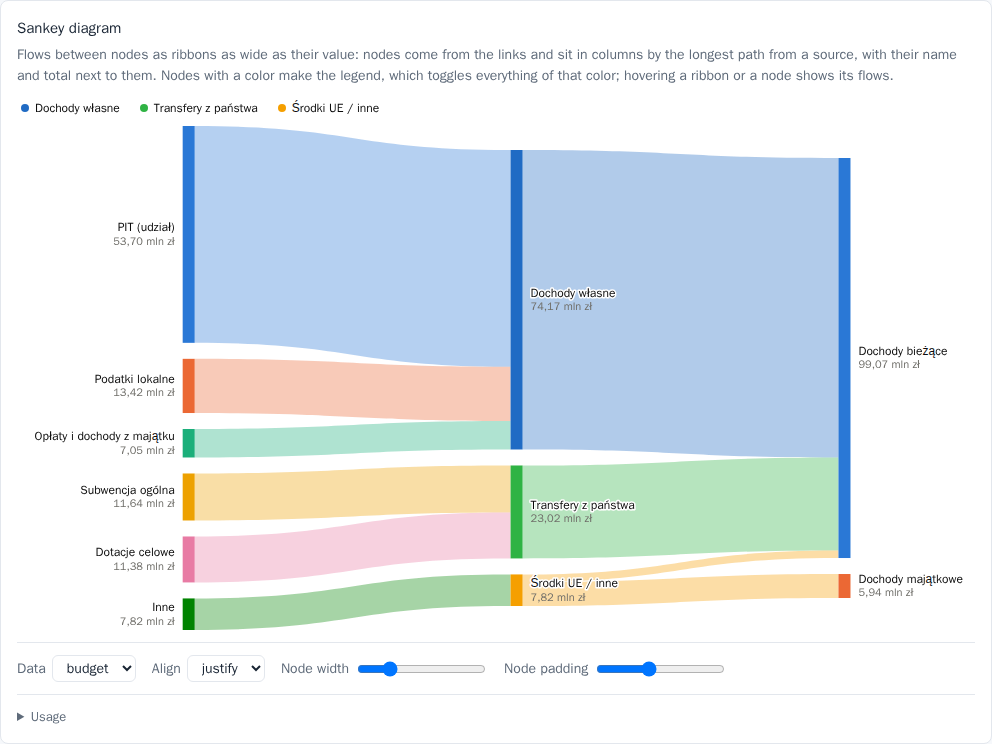 Sankey diagram
Flows between nodes as ribbons as wide as their value: nodes come from the links and sit in columns by the longest path from a source, with their name
and total next to them. Nodes with a color make the legend, which toggles everything of that color; hovering a ribbon or a node shows its flows.
Dochody własne
Transfery z państwa
Środki UE / inne
PIT (udział)
53,70 mln zł
Podatki lokalne
13,42 mln zł
Opłaty i dochody z majątku
7,05 mln zł
Subwencja ogólna
11,64 mln zł
Dotacje celowe
11,38 mln zł
Inne
7,82 mln zł
Dochody własne
74,17 mln zł
Transfery z państwa
23,02 mln zł
Środki UE / inne
7,82 mln zł
Dochody bieżące
99,07 mln zł
Dochody majątkowe
5,94 mln zł
Data budget Align justify Node width Node padding
Usage